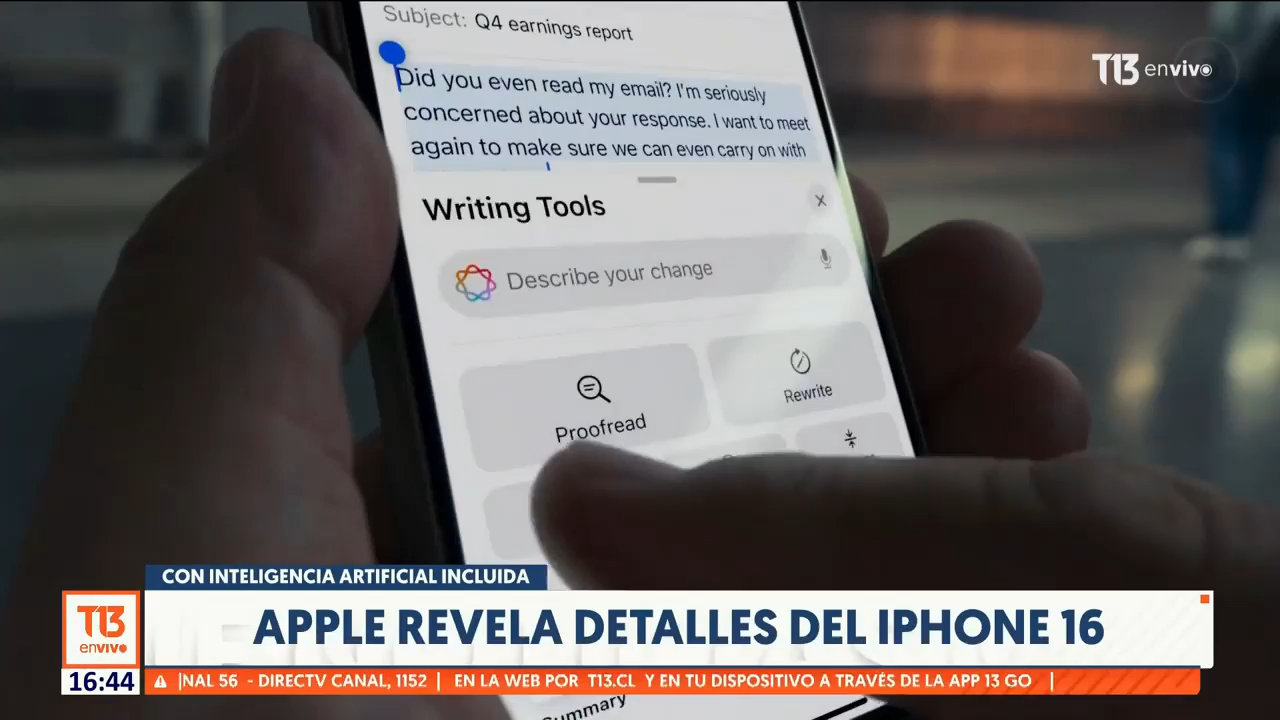 Subject: Q4 earnings report
Did you even read my email? I'm seriously
concerned about your response. I want to meet
again to make sure we can even carry on with
T13 envivo
Writing Tools
Describe your change
Proofread
Rewrite
Summary
CON INTELIGENCIA ARTIFICIAL INCLUIDA
APPLE REVELA DETALLES DEL IPHONE 16
T13
envivo
16:44
NAL 56 - DIRECTV CANAL, 1152 | EN LA WEB POR T13.CL Y EN TU DISPOSITIVO A TRAVÉS DE LA APP 13 GO |